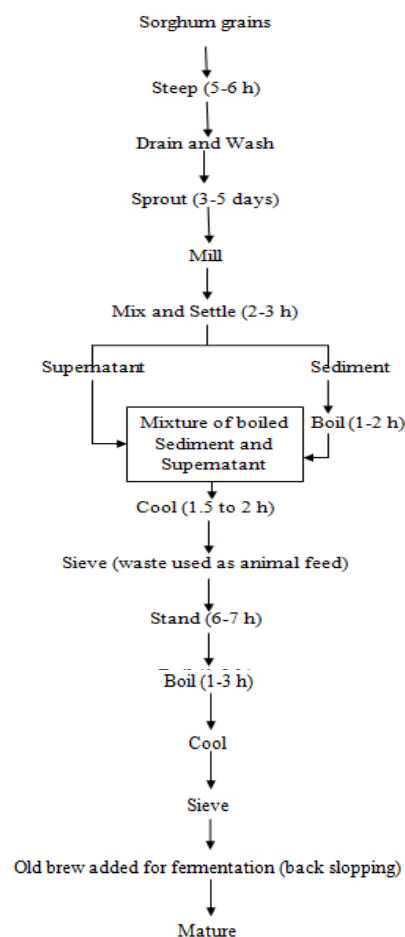 Sorghum grains
Steep (5-6 h)
Drain and Wash
Sprout (3-5 days)
Mill
Mix and Settle (2-3 h)
Supernatant
Sediment
Boil (1-2 h)
Mixture of boiled
Sediment and
Supernatant
Cool (1.5 to 2 h)
Sieve (waste used as animal feed)
Stand (6-7 h)
Boil (1-3 h)
Cool
Sieve
Old brew added for fermentation (back slopping)
Mature